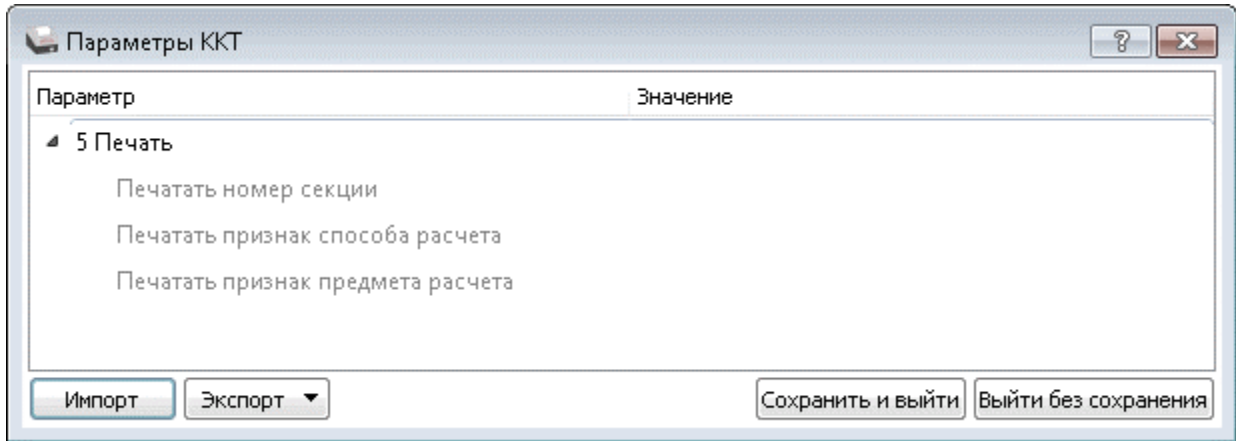 Параметры ККТ
Параметр Значение
5 Печать
Печатать номер секции
Печатать признак способа расчета
Печатать признак предмета расчета
Импорт Экспорт Сохранить и выйти Выйти без сохранения